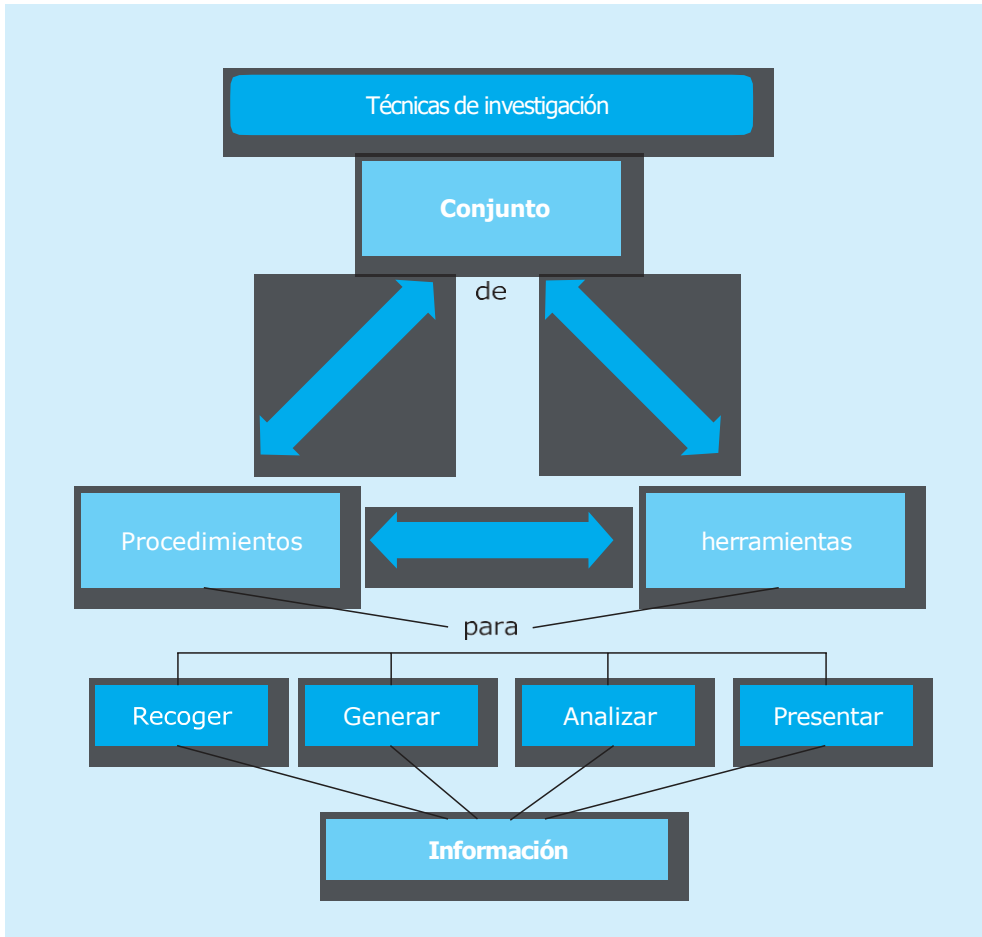 Técnicas de investigación
Conjunto
de
Procedimientos
herramientas
para
Recoger
Generar
Analizar
Presentar
Información